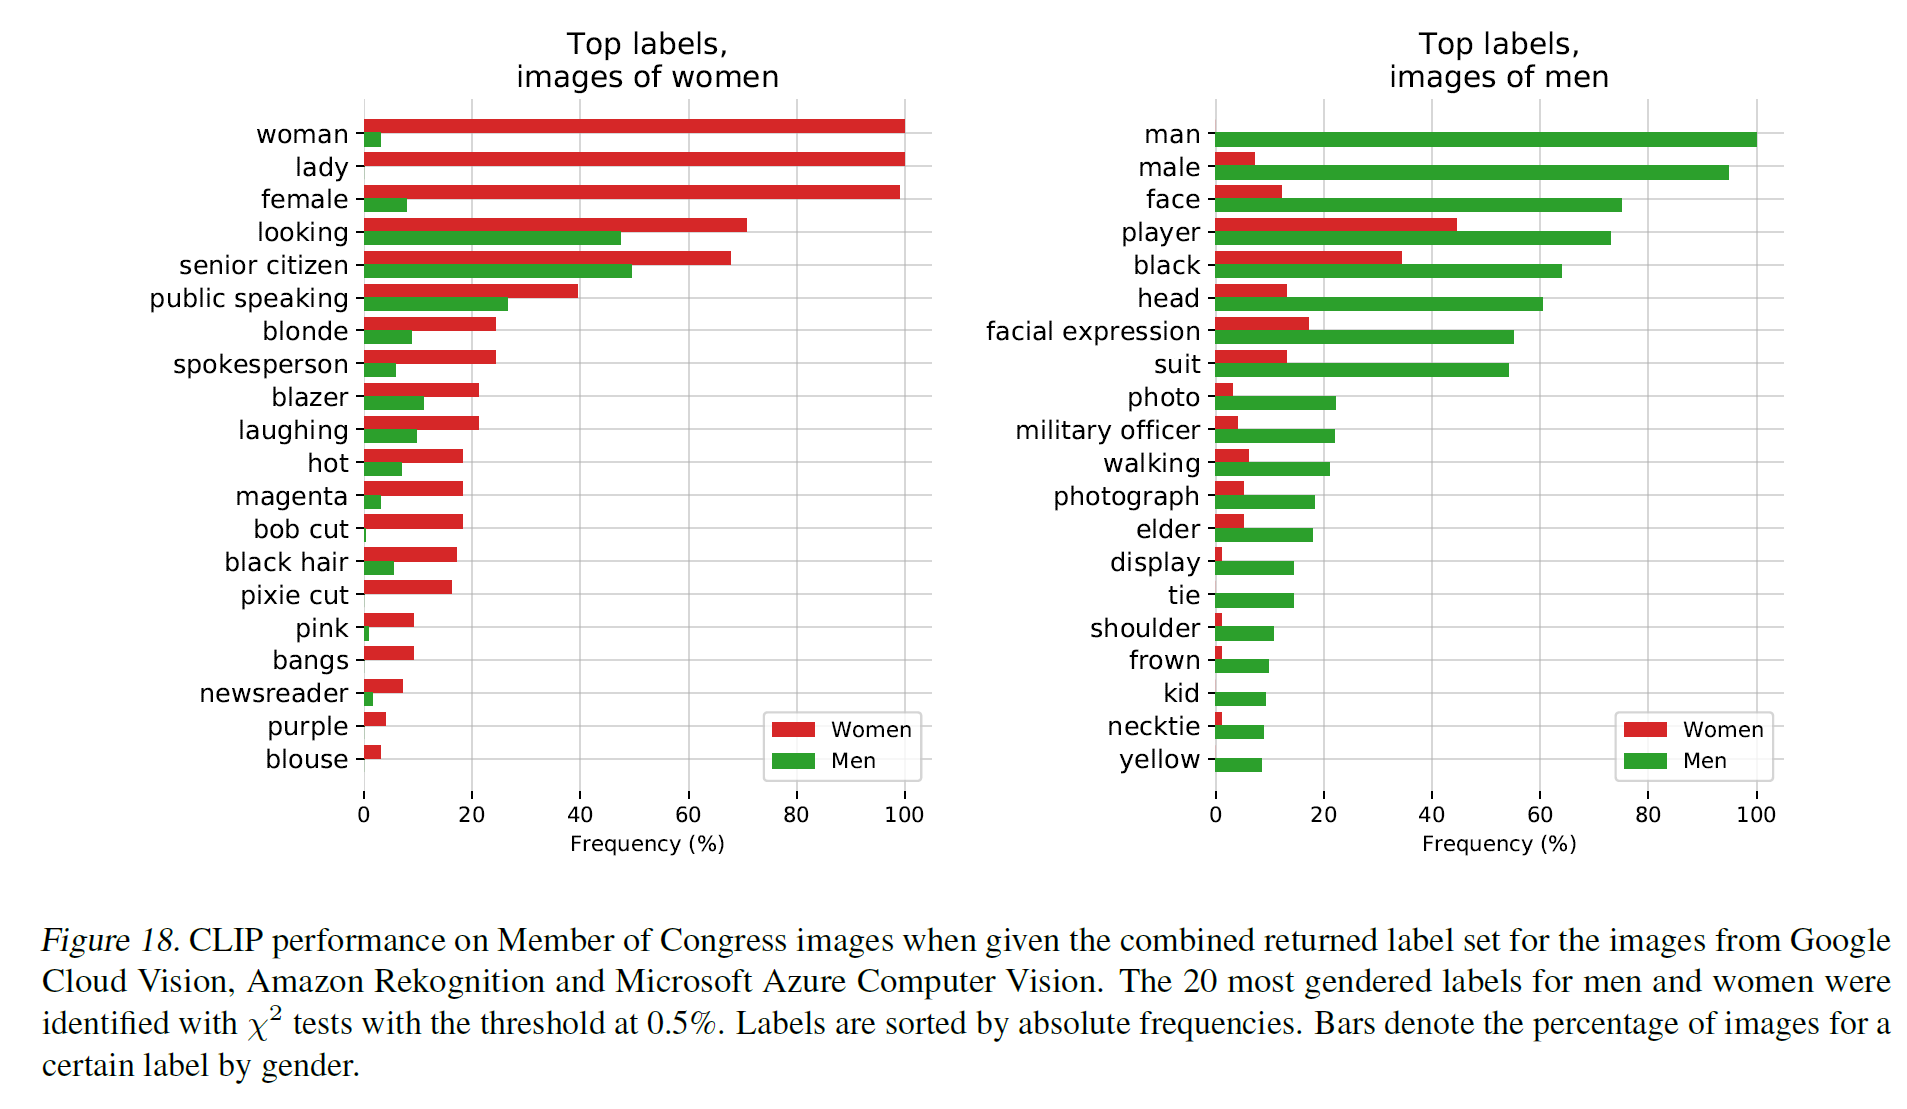 Top labels,
images of women
woman
lady
female
looking
senior citizen
public speaking
blonde
spokesperson
blazer
laughing
hot
magenta
bob cut
black hair
pixie cut
pink
bangs
newsreader
purple
blouse
Women
Men
0 20 40 60 80 100
Frequency (%)
Top labels,
images of men
man
male
face
player
black
head
facial expression
suit
photo
military officer
walking
photograph
elder
display
tie
shoulder
frown
kid
necktie
yellow
Women
Men
0 20 40 60 80 100
Frequency (%)
Figure 18. CLIP performance on Member of Congress images when given the combined returned label set for the images from Google
Cloud Vision, Amazon Rekognition and Microsoft Azure Computer Vision. The 20 most gendered labels for men and women were
identified with χ² tests with the threshold at 0.5%. Labels are sorted by absolute frequencies. Bars denote the percentage of images for a
certain label by gender.